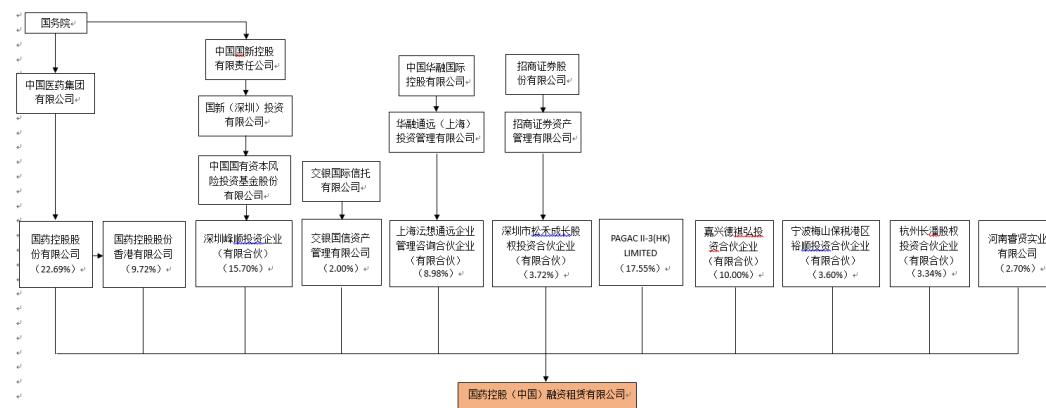 国务院
中国国新控股
有限责任公司
中国华融国际
控股有限公司
招商证券股
份有限公司
中国医药集团
有限公司
国新（深圳）投资
有限公司
华融通远（上海）
投资管理有限公司
招商证券资产
管理有限公司
中国国有资本风
险投资基金股份
有限公司
交银国际信托
有限公司
国药控股股
份有限公司
（22.69%）
国药控股股份
香港有限公司
（9.72%）
深圳峰顺投资企业
（有限合伙）
（15.70%）
交银国信资产
管理有限公司
（2.00%）
上海沄想通远企业
管理咨询合伙企业
（有限合伙）
（8.98%）
深圳市松禾成长股
权投资合伙企业
（有限合伙）
（3.72%）
PAGAC II-3(HK)
LIMITED
（17.55%）
嘉兴德祺弘投
资合伙企业
（有限合伙）
（10.00%）
宁波梅山保税港区
裕顺投资合伙企业
（有限合伙）
（3.60%）
杭州长潘股权
投资合伙企业
（有限合伙）
（3.34%）
河南睿贤实业
有限公司
（2.70%）
国药控股（中国）融资租赁有限公司